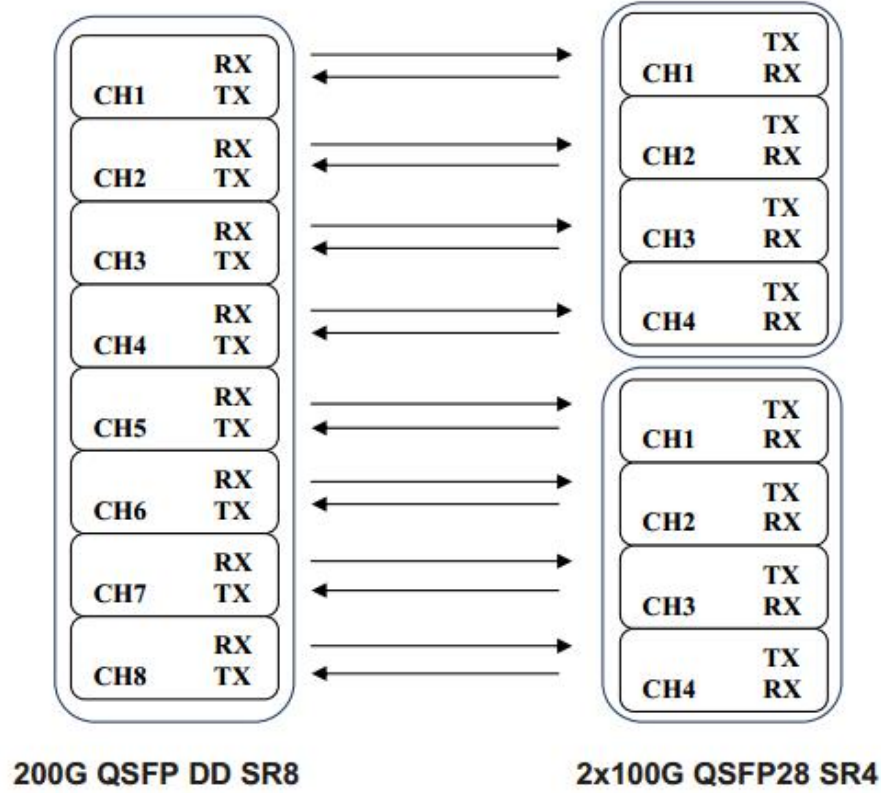 RX
CH1 TX
RX
CH2 TX
RX
CH3 TX
RX
CH4 TX
RX
CH5 TX
RX
CH6 TX
RX
CH7 TX
RX
CH8 TX
200G QSFP DD SR8
TX
CH1 RX
TX
CH2 RX
TX
CH3 RX
TX
CH4 RX
TX
CH1 RX
TX
CH2 RX
TX
CH3 RX
TX
CH4 RX
2x100G QSFP28 SR4